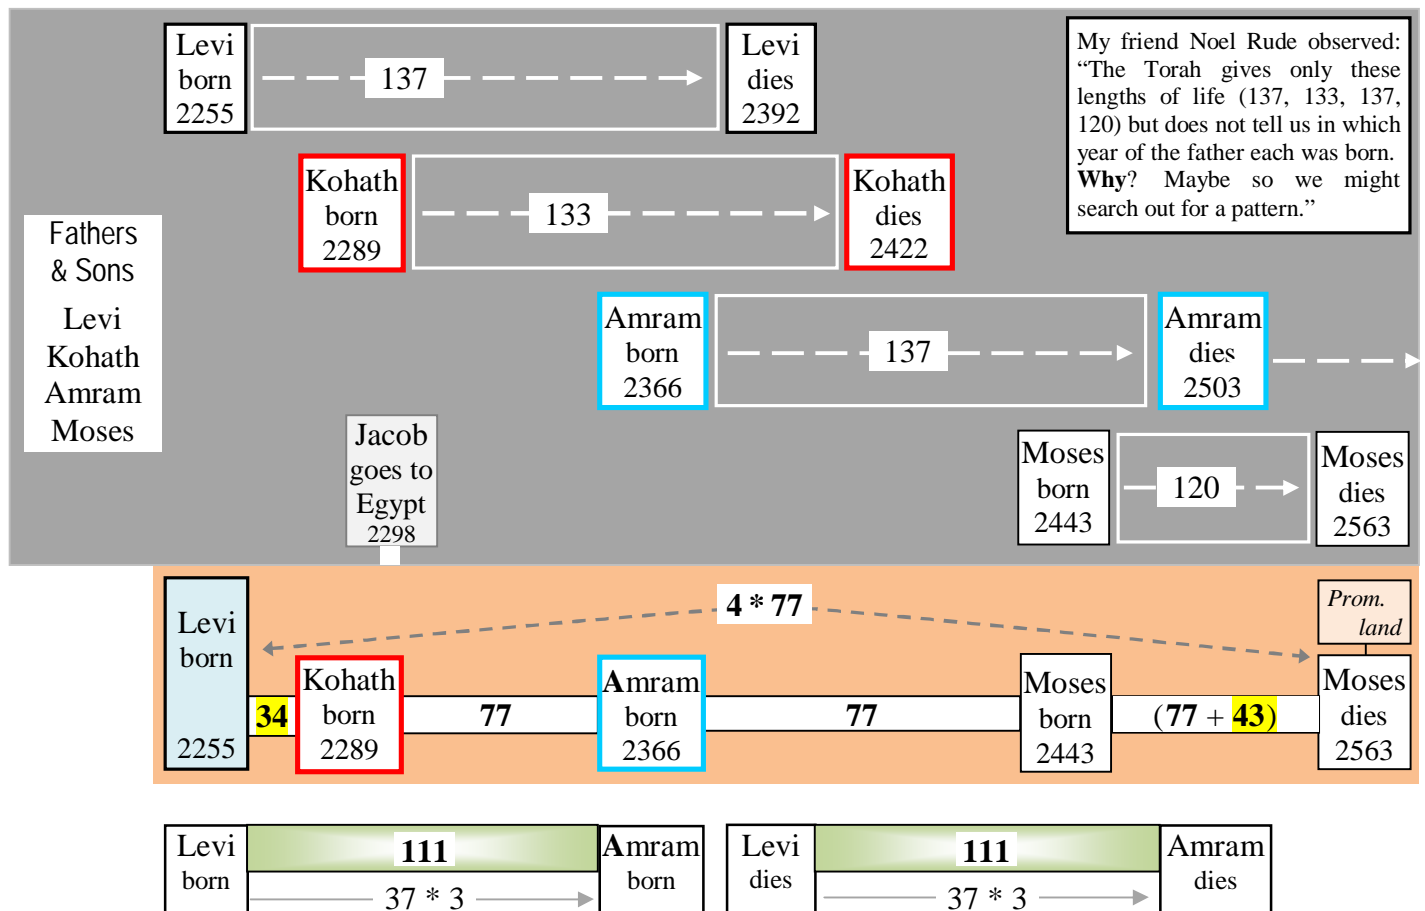 Levi
born
2255
137
Levi
dies
2392
My friend Noel Rude observed:
“The Torah gives only these
lengths of life (137, 133, 137,
120) but does not tell us in which
year of the father each was born.
Why? Maybe so we might
search out for a pattern.”
Kohath
born
2289
133
Kohath
dies
2422
Fathers
& Sons
Levi
Kohath
Amram
Moses
Amram
born
2366
137
Amram
dies
2503
Jacob
goes to
Egypt
2298
Moses
born
2443
120
Moses
dies
2563
4 * 77
Prom.
land
Levi
born
2255
34
Kohath
born
2289
77
Amram
born
2366
77
Moses
born
2443
(77 + 43)
Moses
dies
2563
Levi
born
111
37 * 3
Amram
born
Levi
dies
111
37 * 3
Amram
dies